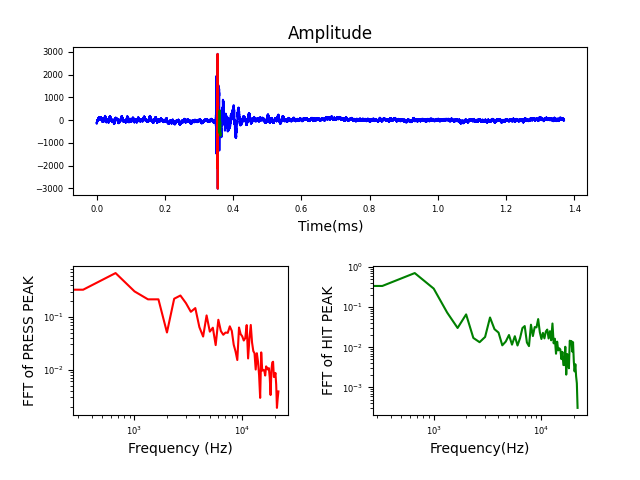 Amplitude
3000
2000
1000
0
−1000
−2000
−3000
0.0 0.2 0.4 0.6 0.8 1.0 1.2 1.4
Time(ms)
FFT of PRESS PEAK
10⁻¹
10⁻²
10³ 10⁴
Frequency (Hz)
FFT of HIT PEAK
10⁰
10⁻¹
10⁻²
10⁻³
10³ 10⁴
Frequency(Hz)